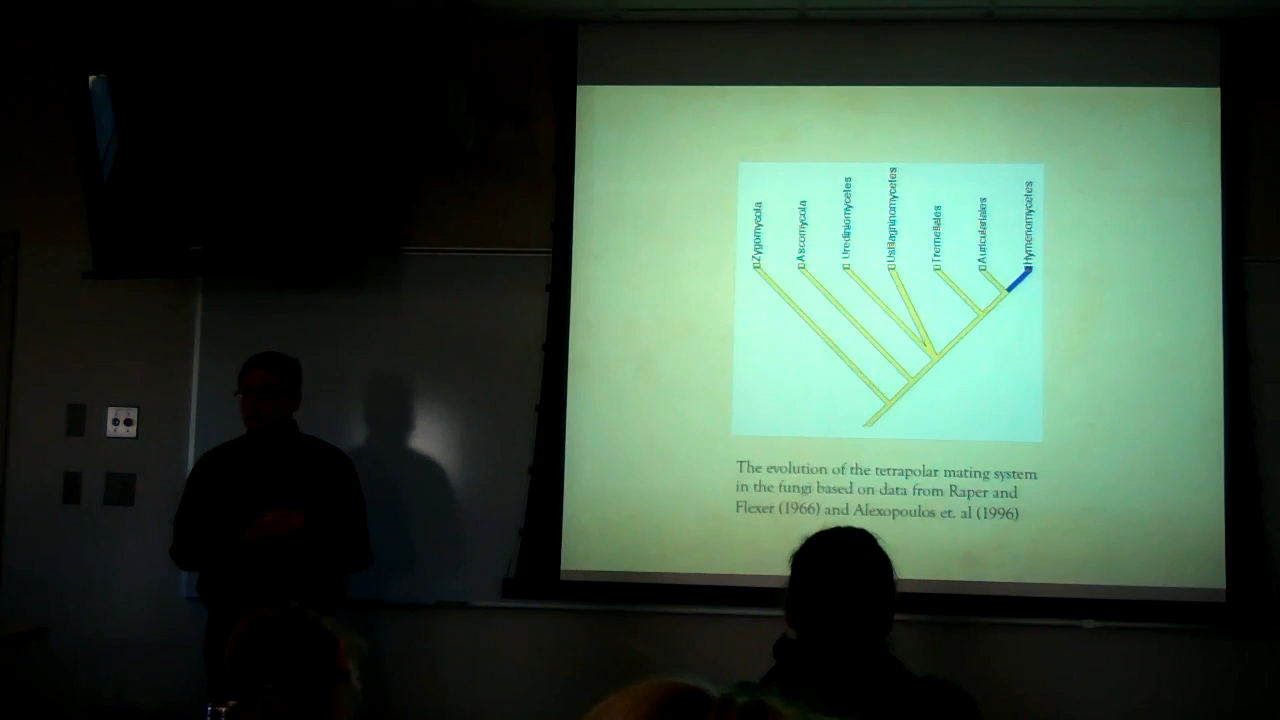 Zygomycota
Ascomycota
Urediniomycetes
Ustilaginomycetes
Tremellales
Auriculariales
Hymenomycetes
The evolution of the tetrapolar mating system
in the fungi based on data from Raper and
Flexer (1966) and Alexopoulos et. al (1996)